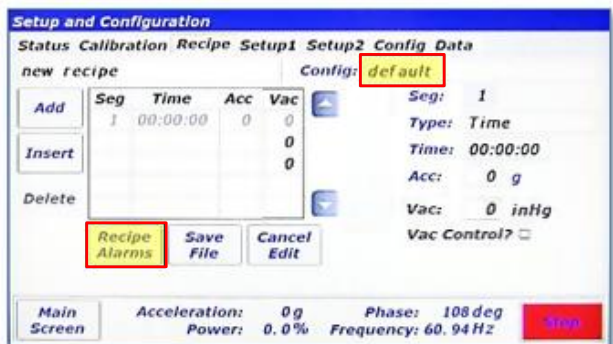 Setup and Configuration
Status Calibration Recipe Setup1 Setup2 Config Data
new recipe Config: default
Add
Insert
Delete
Seg Time Acc Vac
1 00:00:00 0 0
0
0
Seg: 1
Type: Time
Time: 00:00:00
Acc: 0 g
Vac: 0 inHg
Vac Control?
Recipe Alarms
Save File
Cancel Edit
Main Screen
Acceleration: 0 g
Power: 0.0%
Phase: 108 deg
Frequency: 60.94 Hz
Stop